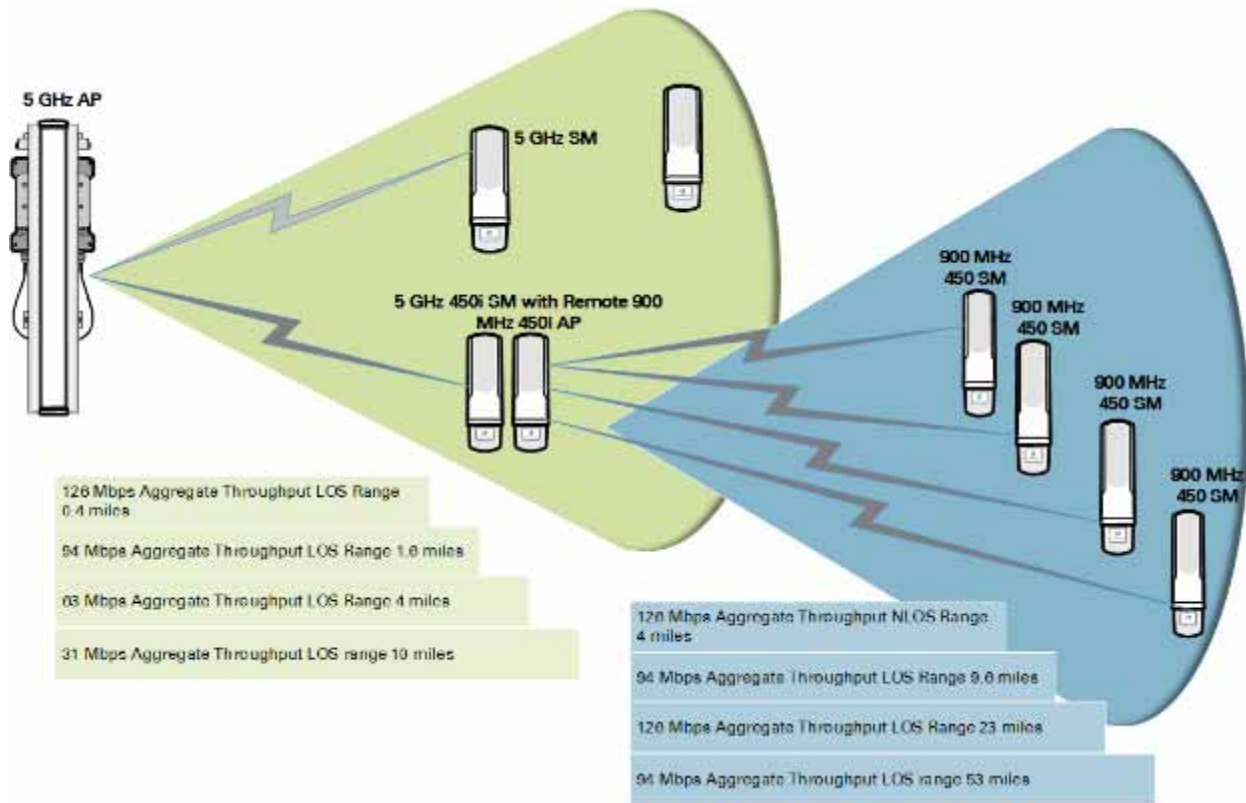 5 GHz AP
5 GHz SM
5 GHz 450i SM with Remote 900
MHz 450i AP
900 MHz
450 SM
900 MHz
450 SM
900 MHz
450 SM
900 MHz
450 SM
126 Mbps Aggregate Throughput LOS Range
0.4 miles
94 Mbps Aggregate Throughput LOS Range 1.6 miles
63 Mbps Aggregate Throughput LOS Range 4 miles
31 Mbps Aggregate Throughput LOS range 10 miles
126 Mbps Aggregate Throughput NLOS Range
4 miles
94 Mbps Aggregate Throughput LOS Range 9.6 miles
126 Mbps Aggregate Throughput LOS Range 23 miles
94 Mbps Aggregate Throughput LOS range 53 miles